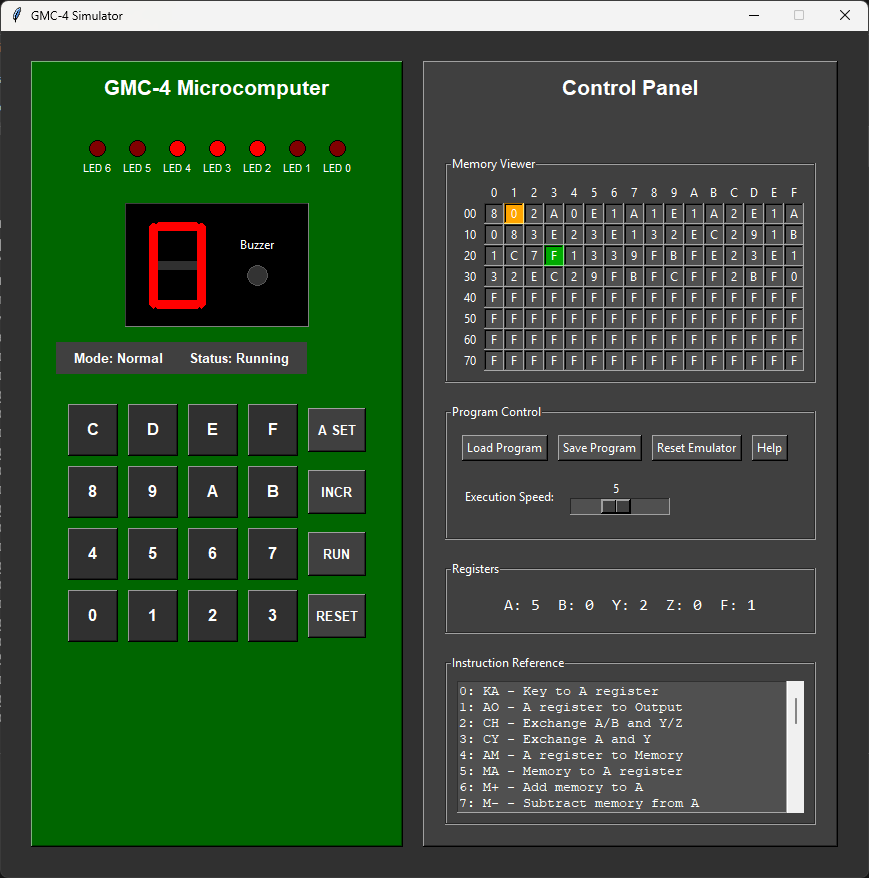 GMC-4 Simulator
GMC-4 Microcomputer
LED 6 LED 5 LED 4 LED 3 LED 2 LED 1 LED 0
0
Buzzer
Mode: Normal Status: Running
C D E F A SET
8 9 A B INCR
4 5 6 7 RUN
0 1 2 3 RESET
Control Panel
Memory Viewer
0 1 2 3 4 5 6 7 8 9 A B C D E F
00 8 0 2 A 0 E 1 A 1 E 1 A 2 E 1 A
10 0 8 3 E 2 3 E 1 3 2 E C 2 9 1 B
20 1 C 7 F 1 3 3 9 F B F E 2 3 E 1
30 3 2 E C 2 9 F B F C F F 2 B F 0
40 F F F F F F F F F F F F F F F F
50 F F F F F F F F F F F F F F F F
60 F F F F F F F F F F F F F F F F
70 F F F F F F F F F F F F F F F F
Program Control
Load Program Save Program Reset Emulator Help
5
Execution Speed:
Registers
A: 5 B: 0 Y: 2 Z: 0 F: 1
Instruction Reference
0: KA - Key to A register
1: AO - A register to Output
2: CH - Exchange A/B and Y/Z
3: CY - Exchange A and Y
4: AM - A register to Memory
5: MA - Memory to A register
6: M+ - Add memory to A
7: M- - Subtract memory from A